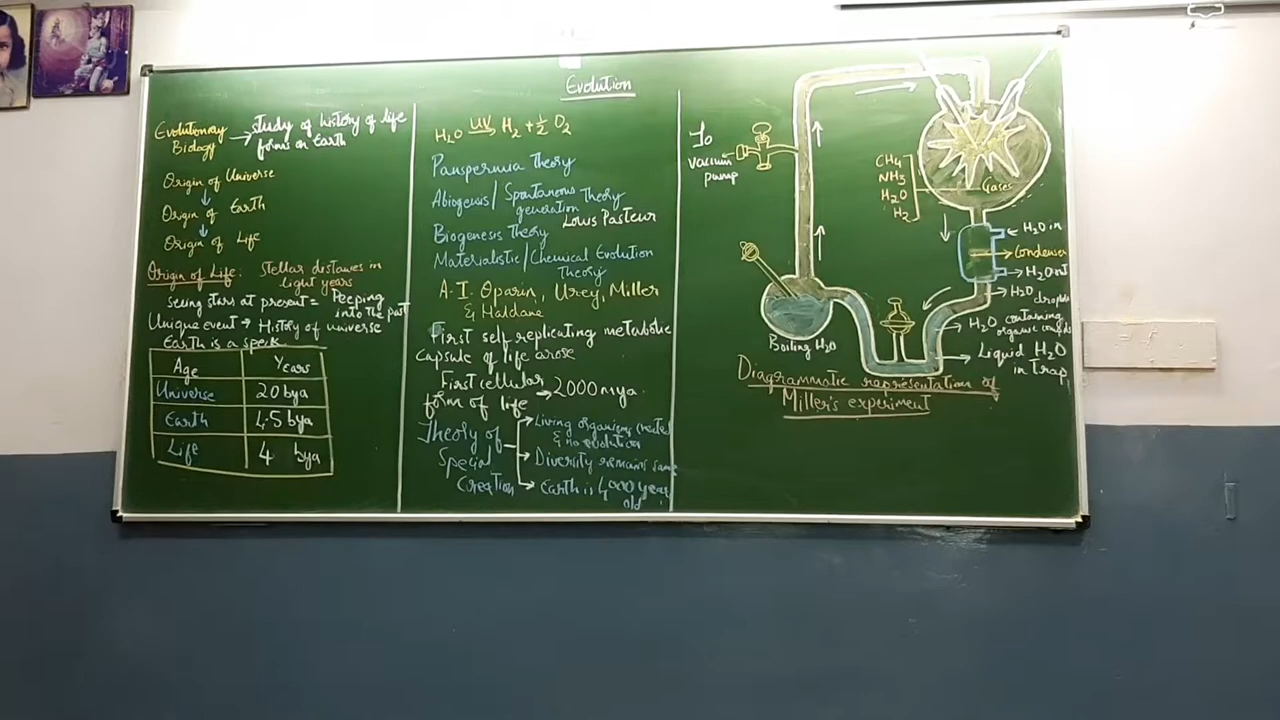 Evolution
Evolutionary Biology → study of history of life forms on Earth
Origin of Universe
↓
Origin of Earth
↓
Origin of Life
Origin of Life: Stellar distances in light years
seeing stars at present = Peeping into the past
Unique event → History of universe
Earth is a speck
Age Years
Universe 20 bya
Earth 4.5 bya
Life 4 bya
H₂O UV→ H₂ + ½ O₂
Panspermia Theory
Abiogenesis/ Spontaneous generation Theory
Louis Pasteur
Biogenesis Theory
Materialistic/Chemical Evolution Theory
A.I. Oparin, Urey, Miller
& Haldane
First self replicating metabolic
capsule of life arose
First cellular form of life → 2000 mya.
Theory of Special Creation
→ Living organisms created
& no evolution
→ Diversity remains same
→ Earth is 4000 year old
To
vacuum
pump
CH₄
NH₃
H₂O
H₂
Gases
← H₂O in
Condenser
→ H₂O out
→ H₂O droplets
→ H₂O containing
organic compds
→ Liquid H₂O
in trap
Boiling H₂O
Diagrammatic representation of
Miller's experiment